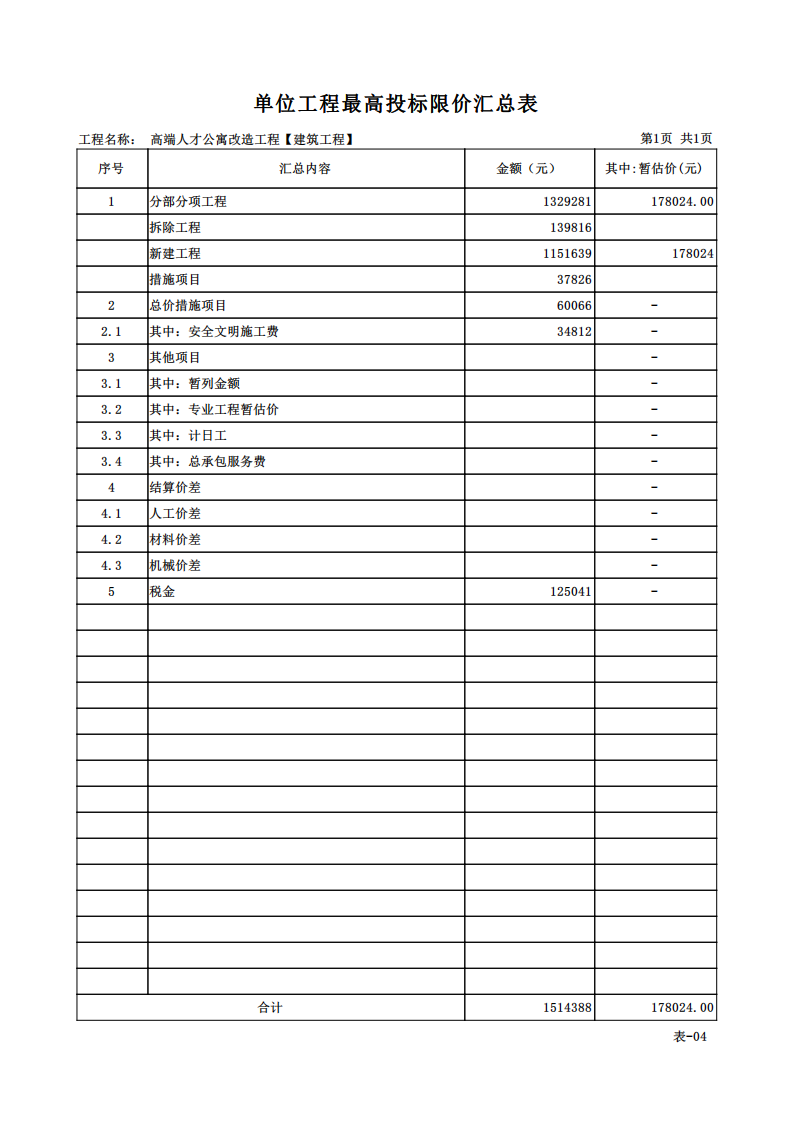 单位工程最高投标限价汇总表
工程名称： 高端人才公寓改造工程【建筑工程】 第1页 共1页
序号 汇总内容 金额（元） 其中:暂估价(元)
1 分部分项工程 1329281 178024.00
拆除工程 139816
新建工程 1151639 178024
措施项目 37826
2 总价措施项目 60066 -
2.1 其中: 安全文明施工费 34812 -
3 其他项目 -
3.1 其中: 暂列金额 -
3.2 其中: 专业工程暂估价 -
3.3 其中: 计日工 -
3.4 其中: 总承包服务费 -
4 结算价差 -
4.1 人工价差 -
4.2 材料价差 -
4.3 机械价差 -
5 税金 125041 -
合计 1514388 178024.00
表-04